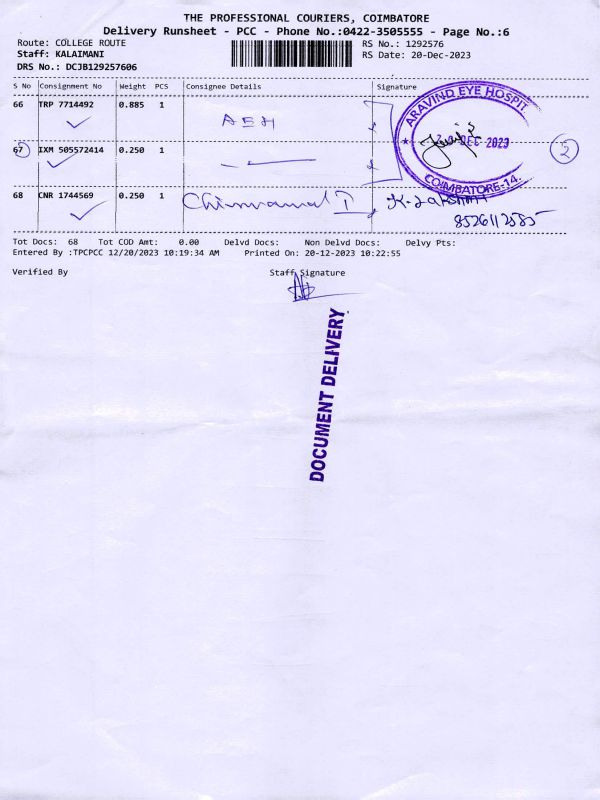 THE PROFESSIONAL COURIERS, COIMBATORE
Delivery Runsheet - PCC - Phone No.:0422-3505555 - Page No.:6
Route: COLLEGE ROUTE
RS No.: 1292576
Staff: KALAIMANI
RS Date: 20-Dec-2023
DRS No.: DCJB129257606
S No Consignment No Weight PCS Consignee Details Signature
66 TRP 7714492 0.885 1 AEH
67 IXM 505572414 0.250 1
68 CNR 1744569 0.250 1
ARAVIND EYE HOSPIT
DEC 2023
COIMBATORE-14.
2
Tot Docs: 68 Tot COD Amt: 0.00 Delvd Docs: Non Delvd Docs: Delvy Pts:
Entered By :TPCPCC 12/20/2023 10:19:34 AM Printed On: 20-12-2023 10:22:55
Verified By Staff Signature
DOCUMENT DELIVERY